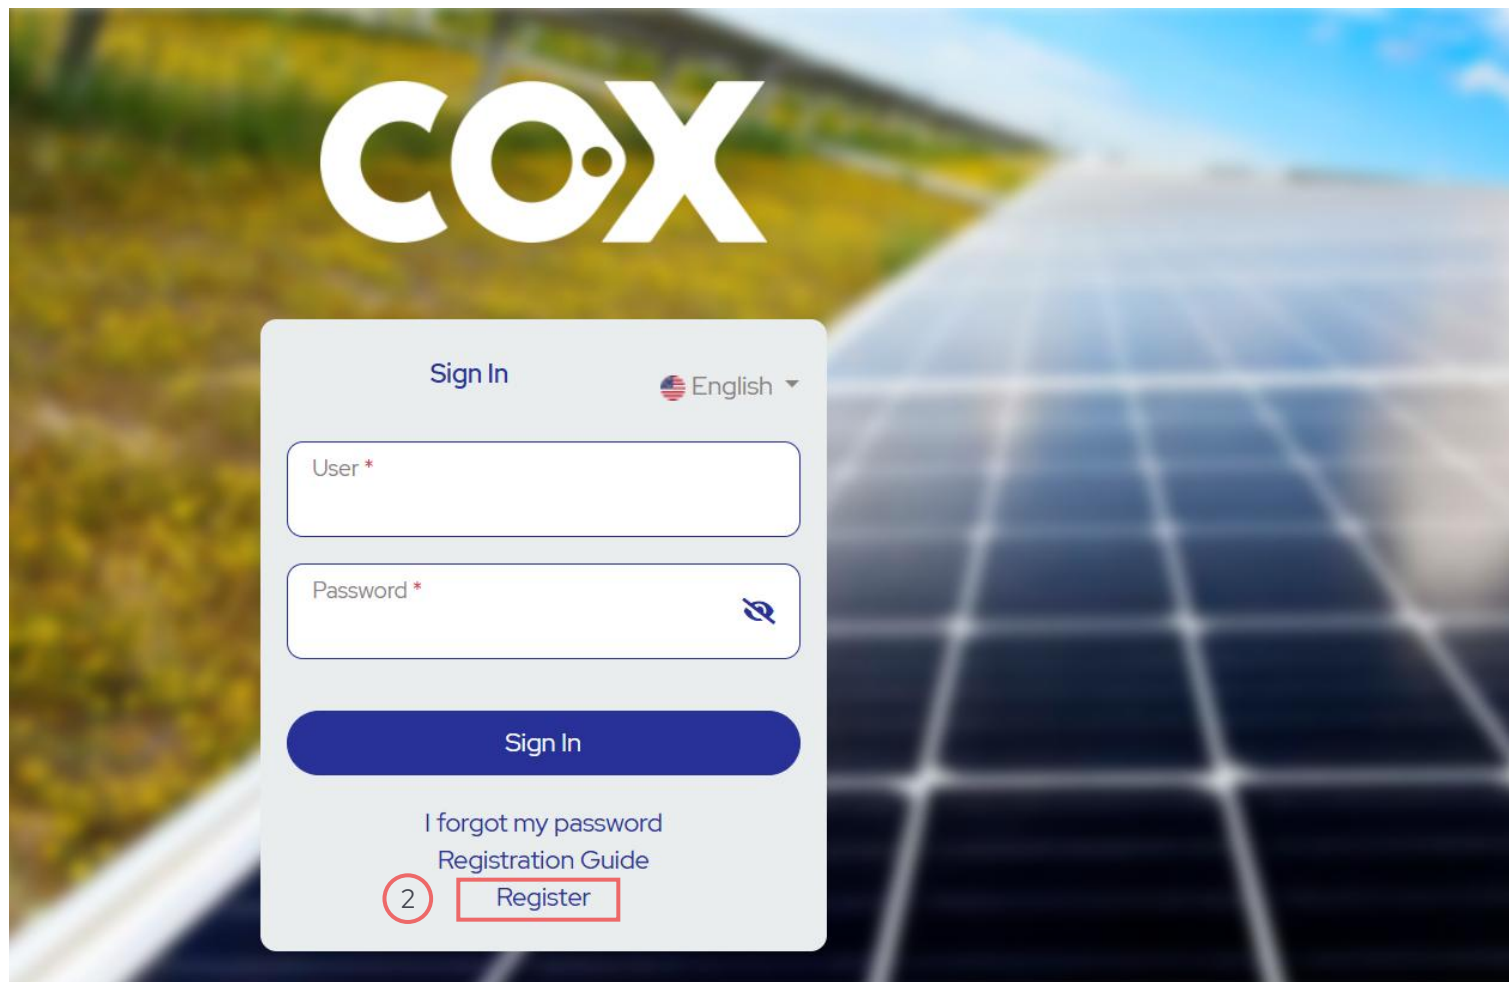 COX
Sign In
English
User *
Password *
Sign In
I forgot my password
Registration Guide
2 Register